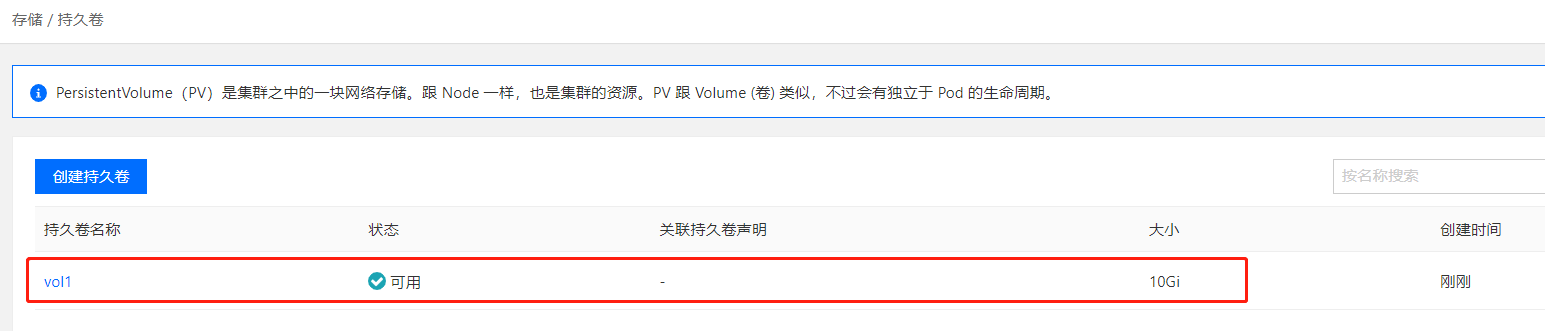 存储 / 持久卷
PersistentVolume（PV）是集群之中的一块网络存储。跟 Node 一样，也是集群的资源。PV 跟 Volume (卷) 类似，不过会有独立于 Pod 的生命周期。
创建持久卷
按名称搜索
持久卷名称 状态 关联持久卷声明 大小 创建时间
vol1 可用 - 10Gi 刚刚